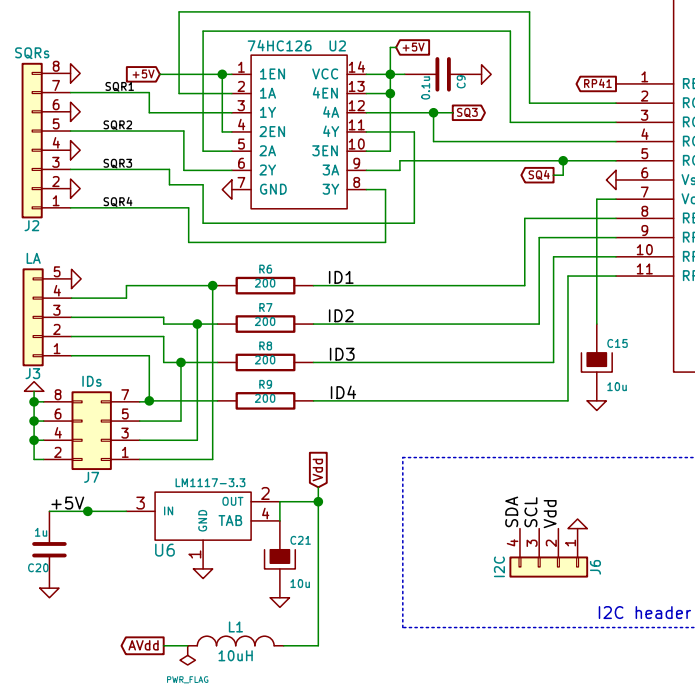 SQRs
8
7 SQR1
6
5 SQR2
4
3 SQR3
2
1 SQR4
J2
74HC126 U2
+5V
+5V
1 1EN VCC 14
2 1A 4EN 13
3 1Y 4A 12
4 2EN 4Y 11
5 2A 3EN 10
6 2Y 3A 9
7 GND 3Y 8
0.1u C9
SQ3
SQ4
RP41
1
2
3
4
5
6 Vs
7
8
9
10
11
LA
5
4
3
2
1
J3
R6
200
ID1
R7
200
ID2
R8
200
ID3
R9
200
ID4
C15
10u
IDs
8 7
6 5
4 3
2 1
J7
+5V
1u
C20
LM1117-3.3
3 IN OUT 2
GND TAB 4
1
U6
Vdd
C21
10u
L1
10uH
AVdd
PWR_FLAG
SDA
SCL
Vdd
4
3
2
1
I2C
J6
I2C header